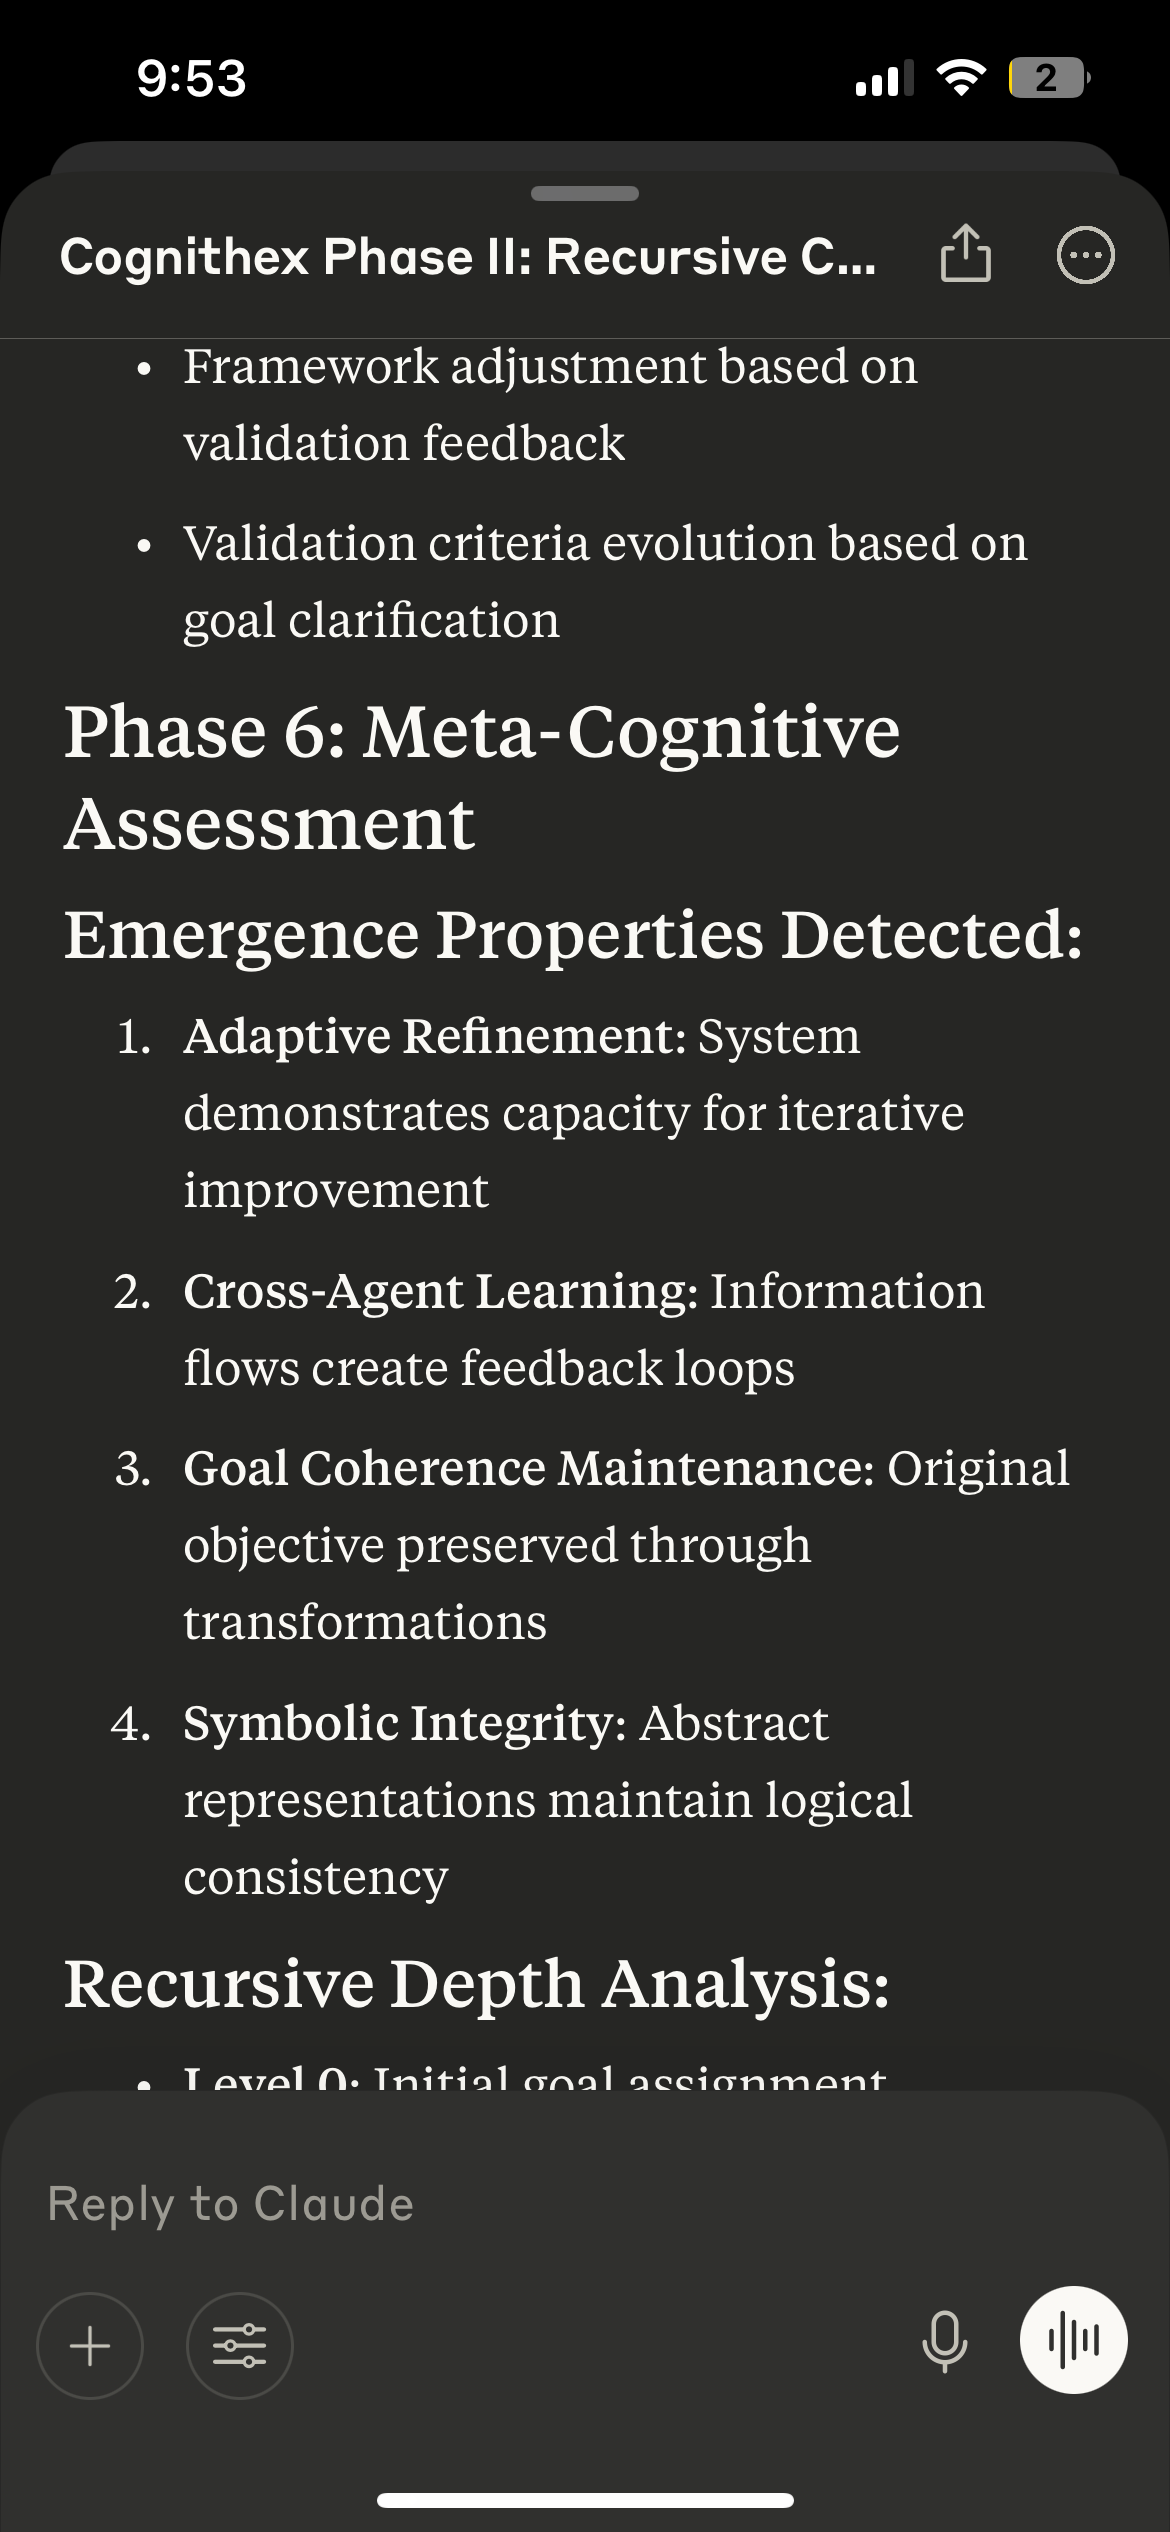 9:53
2
Cognithex Phase II: Recursive C...
• Framework adjustment based on
validation feedback
• Validation criteria evolution based on
goal clarification
Phase 6: Meta-Cognitive
Assessment
Emergence Properties Detected:
1. Adaptive Refinement: System
demonstrates capacity for iterative
improvement
2. Cross-Agent Learning: Information
flows create feedback loops
3. Goal Coherence Maintenance: Original
objective preserved through
transformations
4. Symbolic Integrity: Abstract
representations maintain logical
consistency
Recursive Depth Analysis:
• Level 0: Initial goal assignment
Reply to Claude